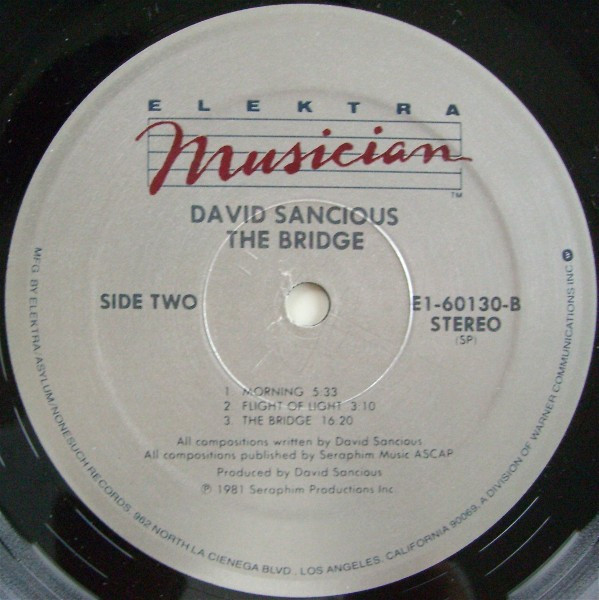 ELEKTRA
Musician
TM
DAVID SANCIOUS
THE BRIDGE
SIDE TWO
E1-60130-B
STEREO
(SP)
1 MORNING 5:33
2 FLIGHT OF LIGHT 3:10
3 THE BRIDGE 16:20
All compositions written by David Sancious
All compositions published by Seraphim Music ASCAP
Produced by David Sancious
℗ 1981 Seraphim Productions Inc.
MFG. BY ELEKTRA/ASYLUM/NONESUCH RECORDS. 962 NORTH LA CIENEGA BLVD., LOS ANGELES, CALIFORNIA 90069. A DIVISION OF WARNER COMMUNICATIONS INC.